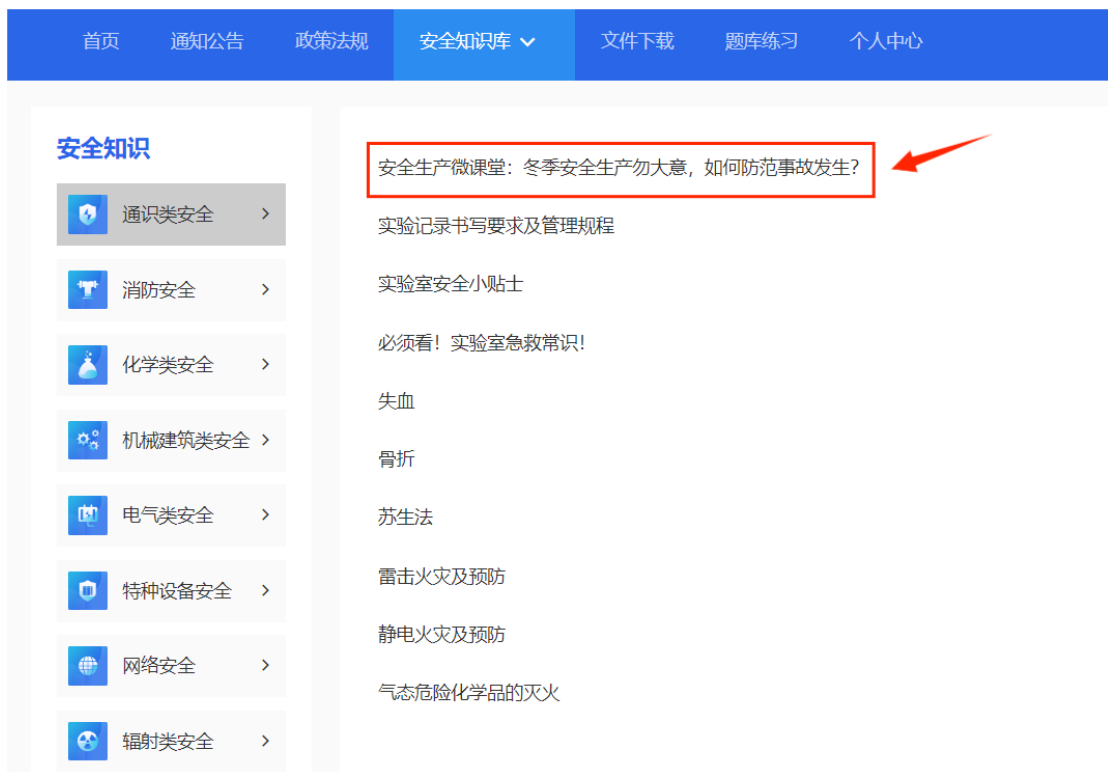 首页 通知公告 政策法规 安全知识库 文件下载 题库练习 个人中心
安全知识
通识类安全
消防安全
化学类安全
机械建筑类安全
电气类安全
特种设备安全
网络安全
辐射类安全
安全生产微课堂：冬季安全生产勿大意，如何防范事故发生？
实验记录书写要求及管理规程
实验室安全小贴士
必须看！实验室急救常识！
失血
骨折
苏生法
雷击火灾及预防
静电火灾及预防
气态危险化学品的灭火